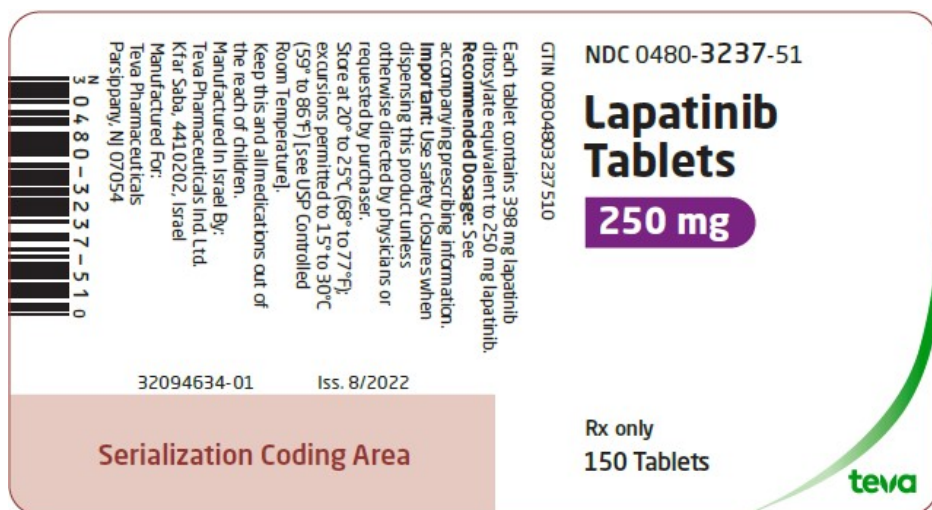 NDC 0480-3237-51
Lapatinib
Tablets
250 mg
Rx only
150 Tablets
teva
GTIN 00304803237510
Each tablet contains 398 mg lapatinib
ditosylate equivalent to 250 mg lapatinib.
Recommended Dosage: See
accompanying prescribing information.
Important: Use safety closures when
dispensing this product unless
otherwise directed by physicians or
requested by purchaser.
Store at 20° to 25°C (68° to 77°F);
excursions permitted to 15° to 30°C
(59° to 86°F) [see USP Controlled
Room Temperature].
Keep this and all medications out of
the reach of children.
Manufactured In Israel By:
Teva Pharmaceuticals Ind. Ltd.
Kfar Saba, 4410202, Israel
Manufactured For:
Teva Pharmaceuticals
Parsippany, NJ 07054
N
3 0480-3237-51 0
32094634-01 Iss. 8/2022
Serialization Coding Area